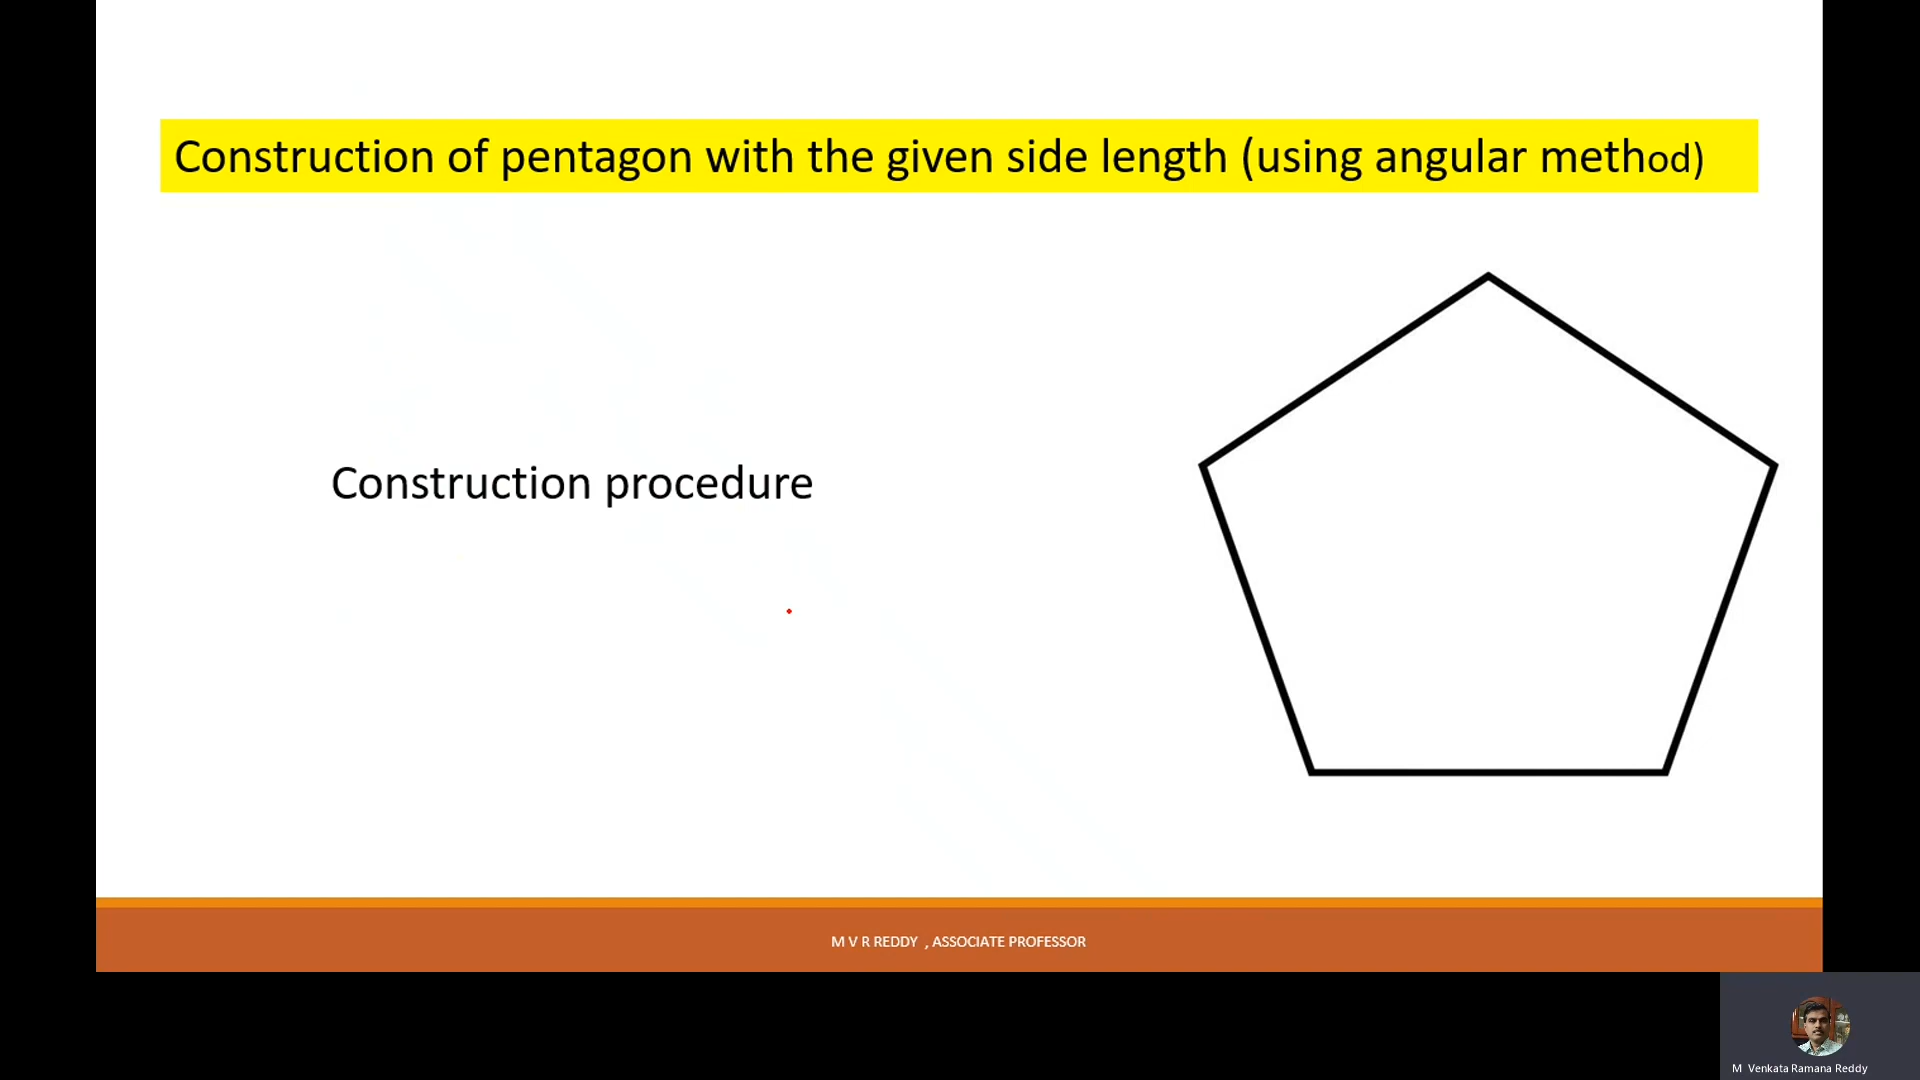 Construction of pentagon with the given side length (using angular method)
Construction procedure
M V R REDDY , ASSOCIATE PROFESSOR
M Venkata Ramana Reddy